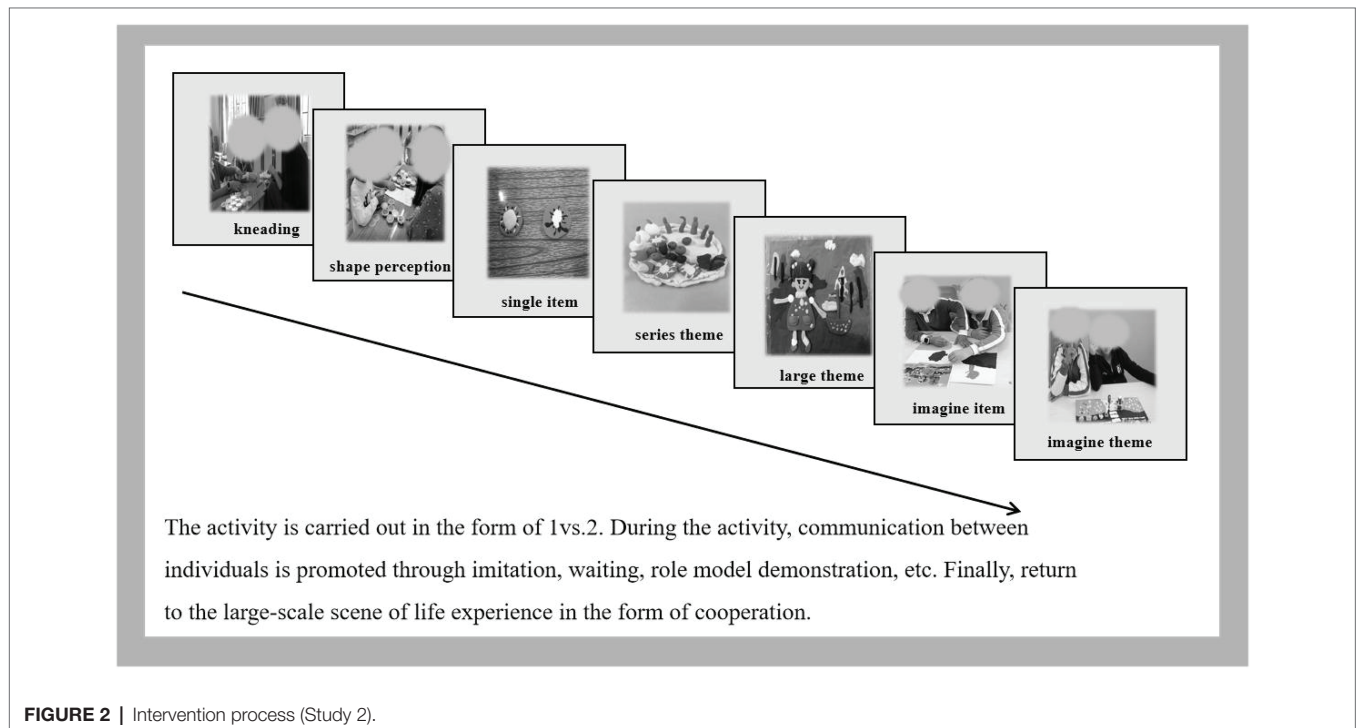 kneading
shape perception
single item
series theme
large theme
imagine item
imagine theme
The activity is carried out in the form of 1vs.2. During the activity, communication between
individuals is promoted through imitation, waiting, role model demonstration, etc. Finally, return
to the large-scale scene of life experience in the form of cooperation.
FIGURE 2 | Intervention process (Study 2).